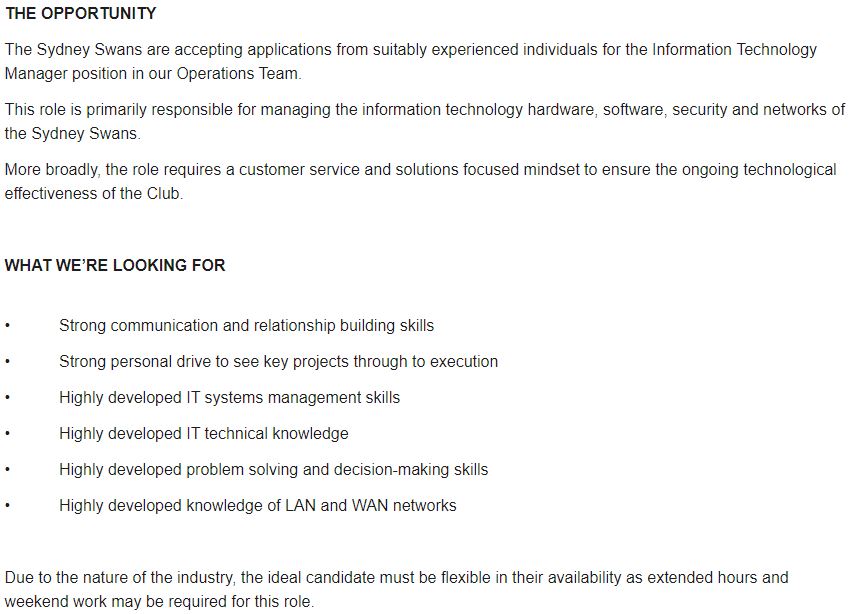 THE OPPORTUNITY
The Sydney Swans are accepting applications from suitably experienced individuals for the Information Technology
Manager position in our Operations Team.
This role is primarily responsible for managing the information technology hardware, software, security and networks of
the Sydney Swans.
More broadly, the role requires a customer service and solutions focused mindset to ensure the ongoing technological
effectiveness of the Club.
WHAT WE’RE LOOKING FOR
• Strong communication and relationship building skills
• Strong personal drive to see key projects through to execution
• Highly developed IT systems management skills
• Highly developed IT technical knowledge
• Highly developed problem solving and decision-making skills
• Highly developed knowledge of LAN and WAN networks
Due to the nature of the industry, the ideal candidate must be flexible in their availability as extended hours and
weekend work may be required for this role.